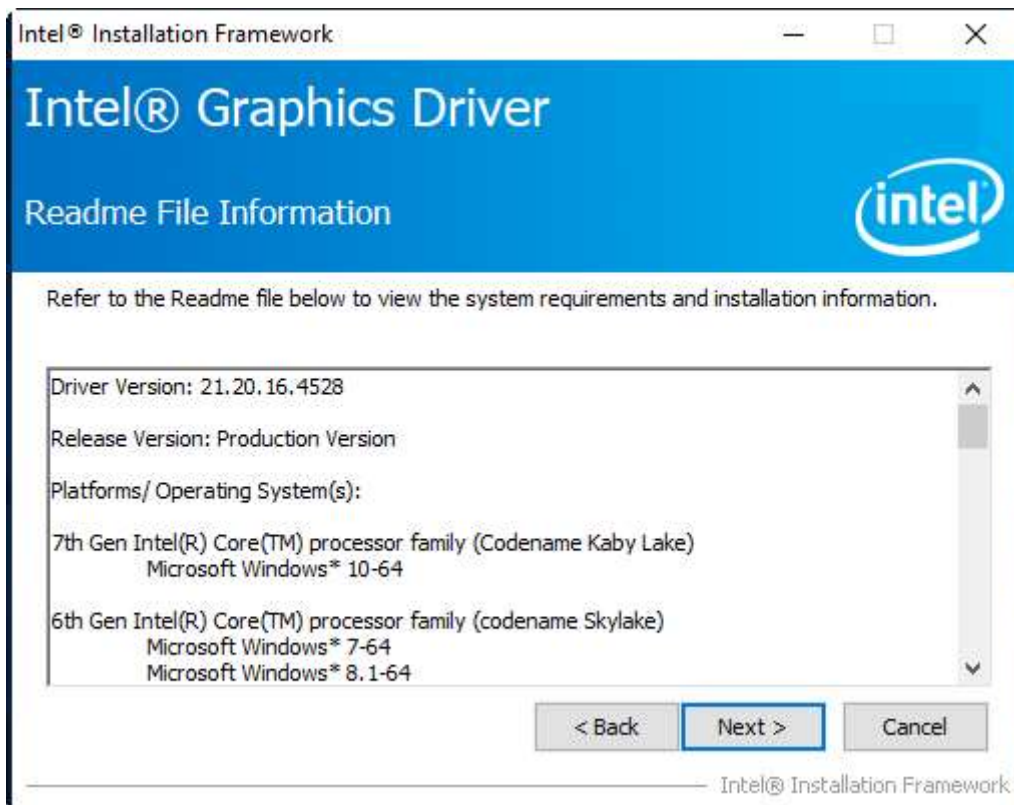 Intel® Installation Framework
Intel® Graphics Driver
Readme File Information
intel
Refer to the Readme file below to view the system requirements and installation information.
Driver Version: 21.20.16.4528
Release Version: Production Version
Platforms/ Operating System(s):
7th Gen Intel(R) Core(TM) processor family (Codename Kaby Lake)
Microsoft Windows* 10-64
6th Gen Intel(R) Core(TM) processor family (codename Skylake)
Microsoft Windows* 7-64
Microsoft Windows* 8.1-64
< Back Next > Cancel
Intel® Installation Framework